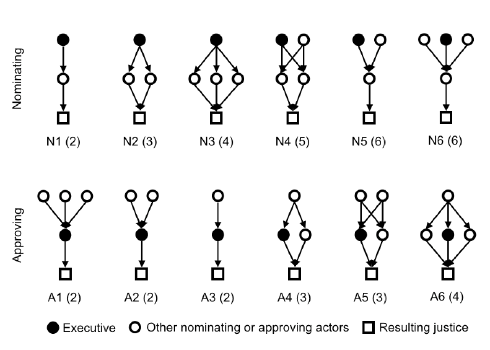 Nominating
N1 (2) N2 (3) N3 (4) N4 (5) N5 (6) N6 (6)
Approving
A1 (2) A2 (2) A3 (2) A4 (3) A5 (3) A6 (4)
Executive Other nominating or approving actors Resulting justice